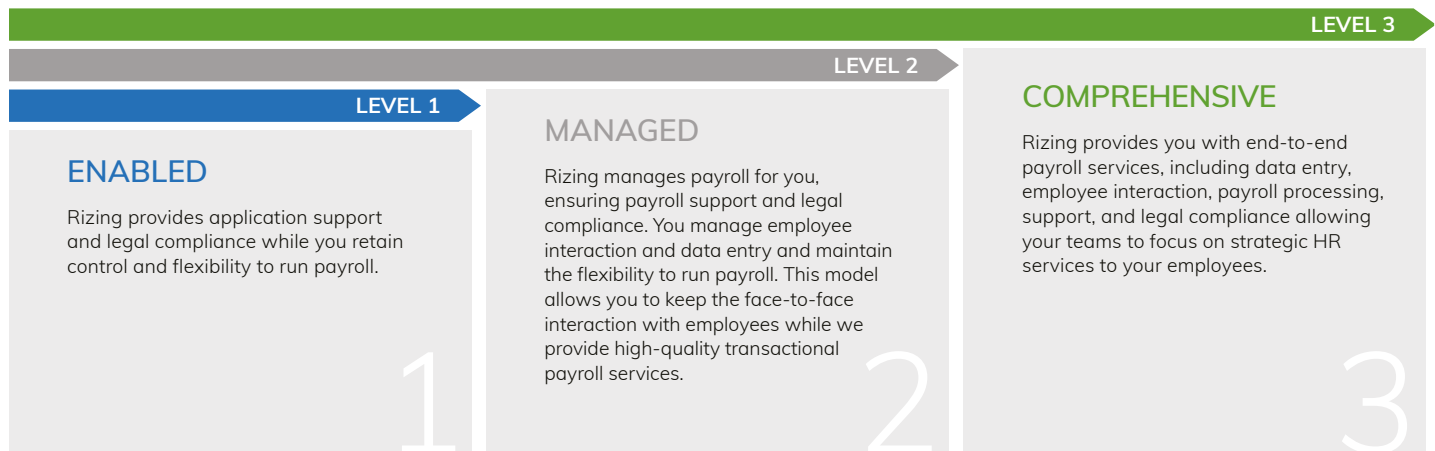 LEVEL 3
LEVEL 2
LEVEL 1
ENABLED
Rizing provides application support
and legal compliance while you retain
control and flexibility to run payroll.
1
MANAGED
Rizing manages payroll for you,
ensuring payroll support and legal
compliance. You manage employee
interaction and data entry and maintain
the flexibility to run payroll. This model
allows you to keep the face-to-face
interaction with employees while we
provide high-quality transactional
payroll services.
2
COMPREHENSIVE
Rizing provides you with end-to-end
payroll services, including data entry,
employee interaction, payroll processing,
support, and legal compliance allowing
your teams to focus on strategic HR
services to your employees.
3